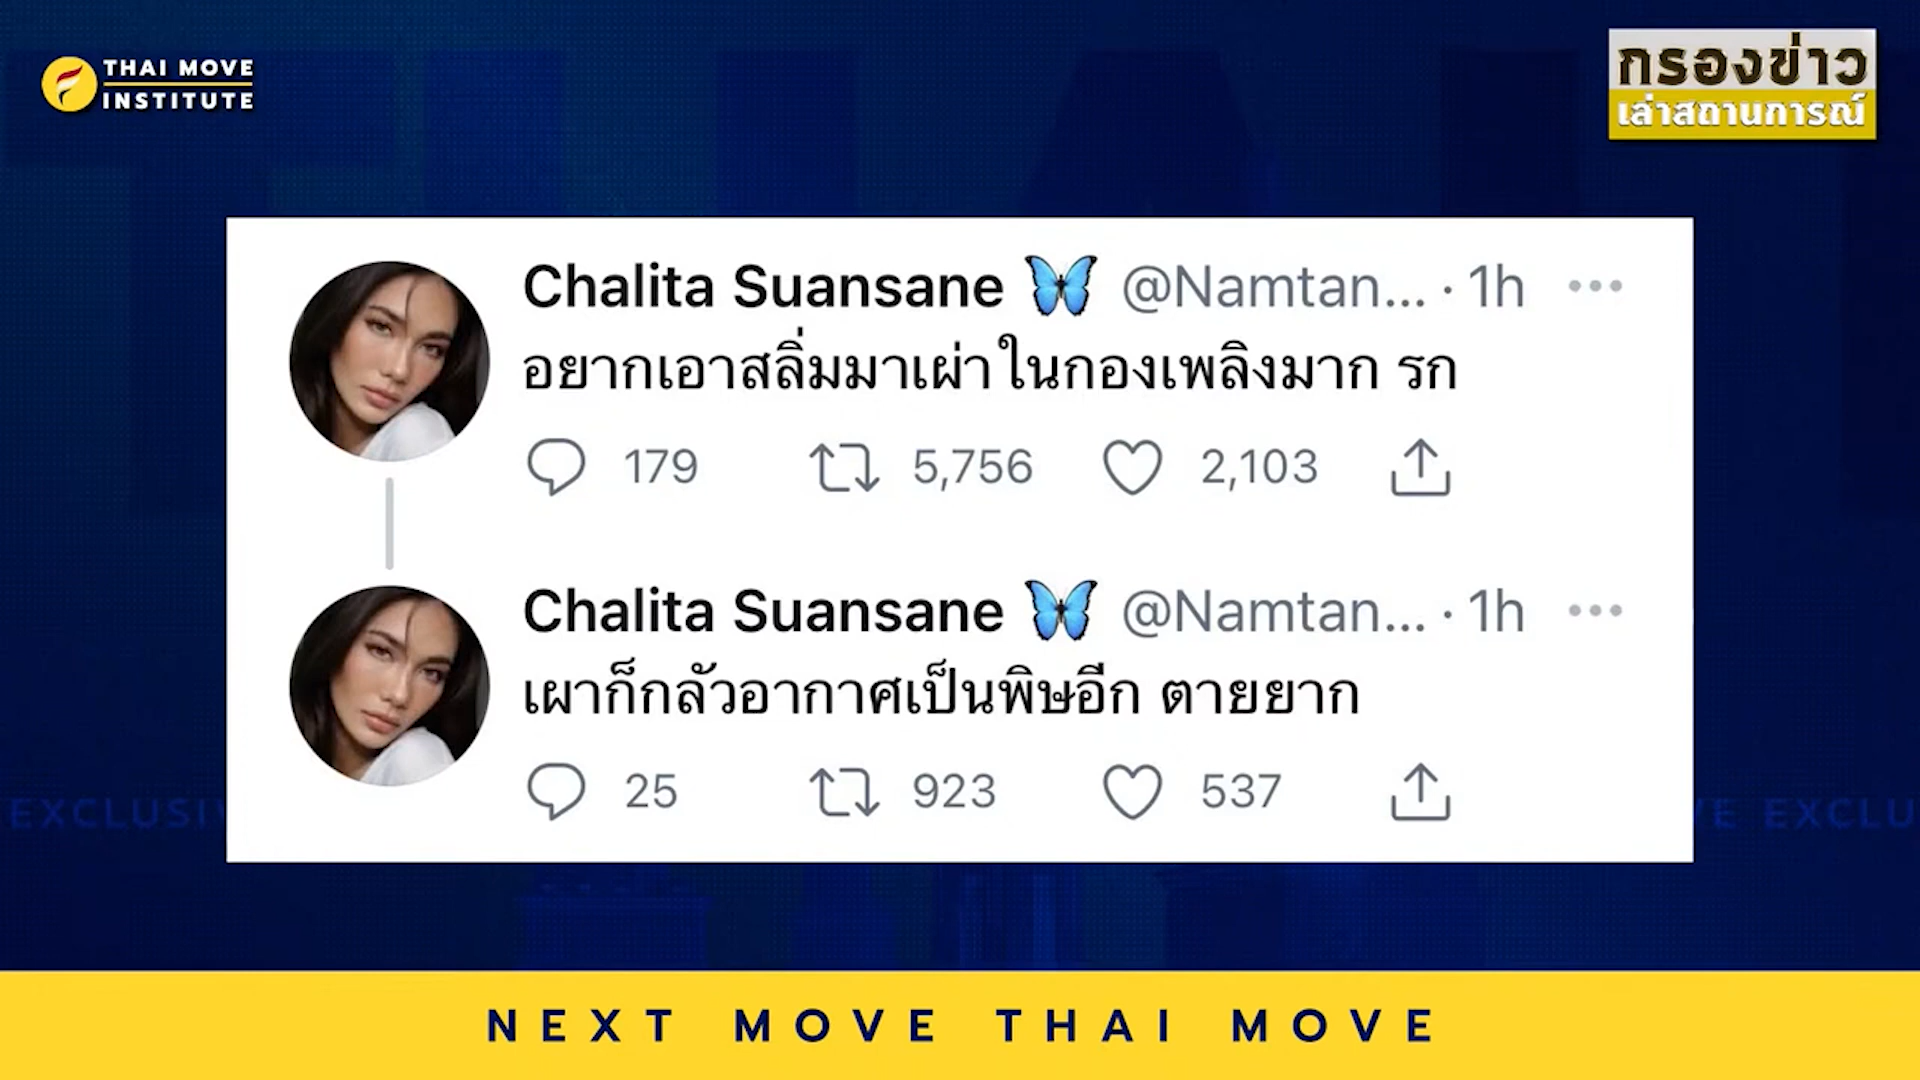 THAI MOVE
INSTITUTE
กรองข่าว
เล่าสถานการณ์
Chalita Suansane 🦋 @Namtan... · 1h
อยากเอาสลิ่มมาเผ่าในกองเพลิงมาก รก
179 5,756 2,103
Chalita Suansane 🦋 @Namtan... · 1h
เผาก็กลัวอากาศเป็นพิษอีก ตายยาก
25 923 537
EXCLUSIV
VE EXCLU
NEXT MOVE THAI MOVE